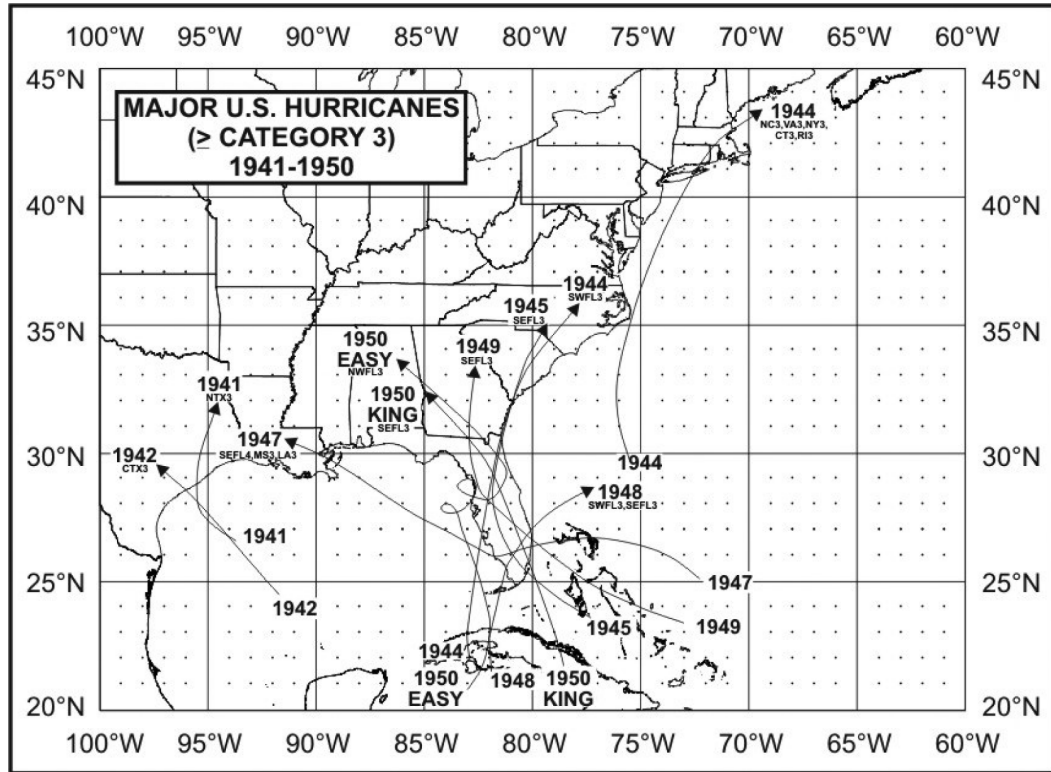 100°W 95°W 90°W 85°W 80°W 75°W 70°W 65°W 60°W
45°N 45°N
MAJOR U.S. HURRICANES
(≥ CATEGORY 3)
1941-1950
1944
NC3,VA3,NY3,
CT3,RI3
40°N 40°N
1944
SWFL3
1945
SEFL3
35°N 35°N
1950
EASY
NWFL3
1949
SEFL3
1941
NTX3
1950
KING
SEFL3
1947
SEFL4,MS3,LA3
1942
CTX3
30°N 30°N
1944
1948
SWFL3,SEFL3
1941
25°N 25°N
1947
1942
1945
1949
1944
1950
EASY
1948
1950
KING
20°N 20°N
100°W 95°W 90°W 85°W 80°W 75°W 70°W 65°W 60°W